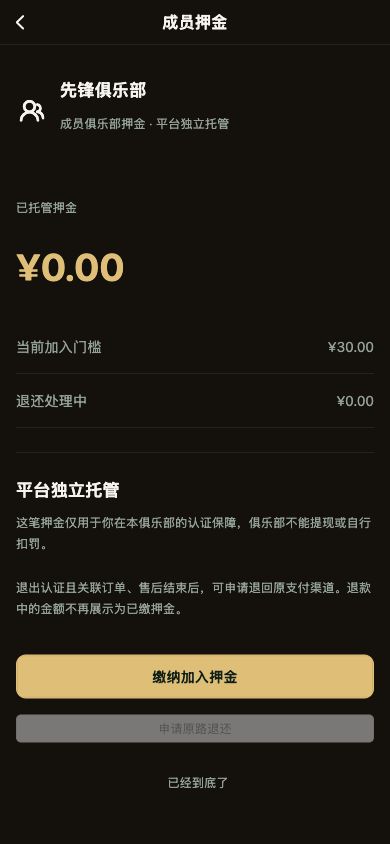 成员押金
先锋俱乐部
成员俱乐部押金 · 平台独立托管
已托管押金
¥0.00
当前加入门槛 ¥30.00
退还处理中 ¥0.00
平台独立托管
这笔押金仅用于你在本俱乐部的认证保障，俱乐部不能提现或自行
扣罚。
退出认证且关联订单、售后结束后，可申请退回原支付渠道。退款
中的金额不再展示为已缴押金。
缴纳加入押金
申请原路退还
已经到底了